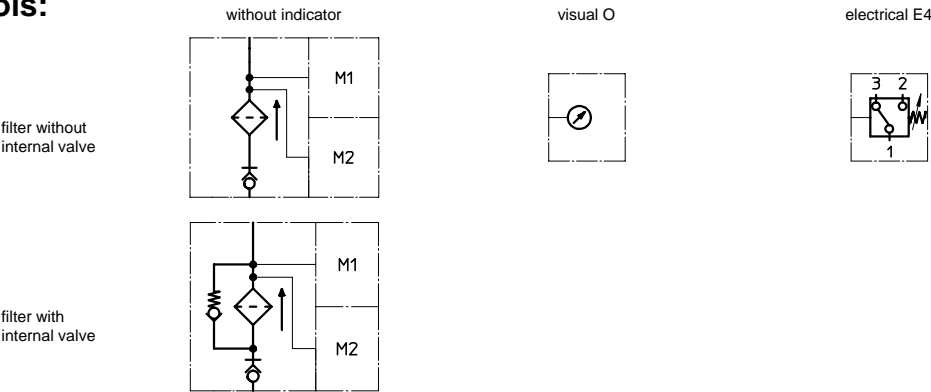 without indicator
visual O
electrical E4
filter without
internal valve
M1
M2
3 2
1
filter with
internal valve
M1
M2